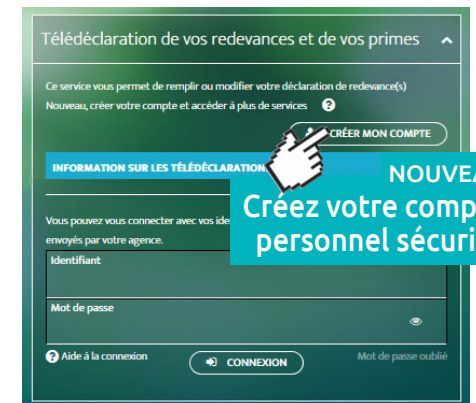 Télédéclaration de vos redevances et de vos primes
Ce service vous permet de remplir ou modifier votre déclaration de redevance(s)
Nouveau, créer votre compte et accéder à plus de services ?
CRÉER MON COMPTE
INFORMATION SUR LES TÉLÉDÉCLARATION
NOUVEA
Créez votre comp
personnel sécuri
Vous pouvez vous connecter avec vos ide
envoyés par votre agence.
Identifiant
Mot de passe
? Aide à la connexion
CONNEXION
Mot de passe oublié